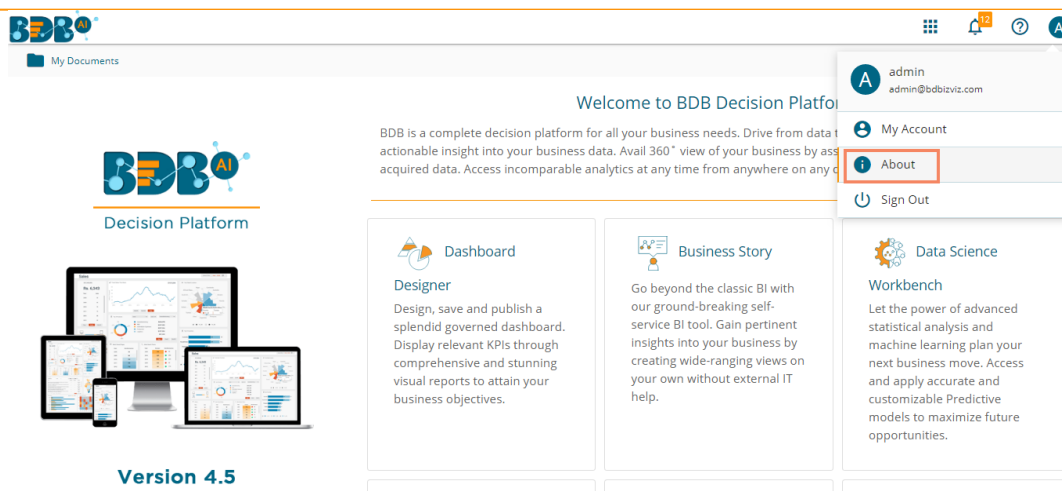 BDB AI
12
A
My Documents
A
admin
admin@bdbizviz.com
My Account
About
Sign Out
Welcome to BDB Decision Platfo
BDB is a complete decision platform for all your business needs. Drive from data t
actionable insight into your business data. Avail 360° view of your business by ass
acquired data. Access incomparable analytics at any time from anywhere on any d
BDB AI
Decision Platform
Version 4.5
Dashboard
Designer
Design, save and publish a
splendid governed dashboard.
Display relevant KPIs through
comprehensive and stunning
visual reports to attain your
business objectives.
Business Story
Go beyond the classic BI with
our ground-breaking self-
service BI tool. Gain pertinent
insights into your business by
creating wide-ranging views on
your own without external IT
help.
Data Science
Workbench
Let the power of advanced
statistical analysis and
machine learning plan your
next business move. Access
and apply accurate and
customizable Predictive
models to maximize future
opportunities.